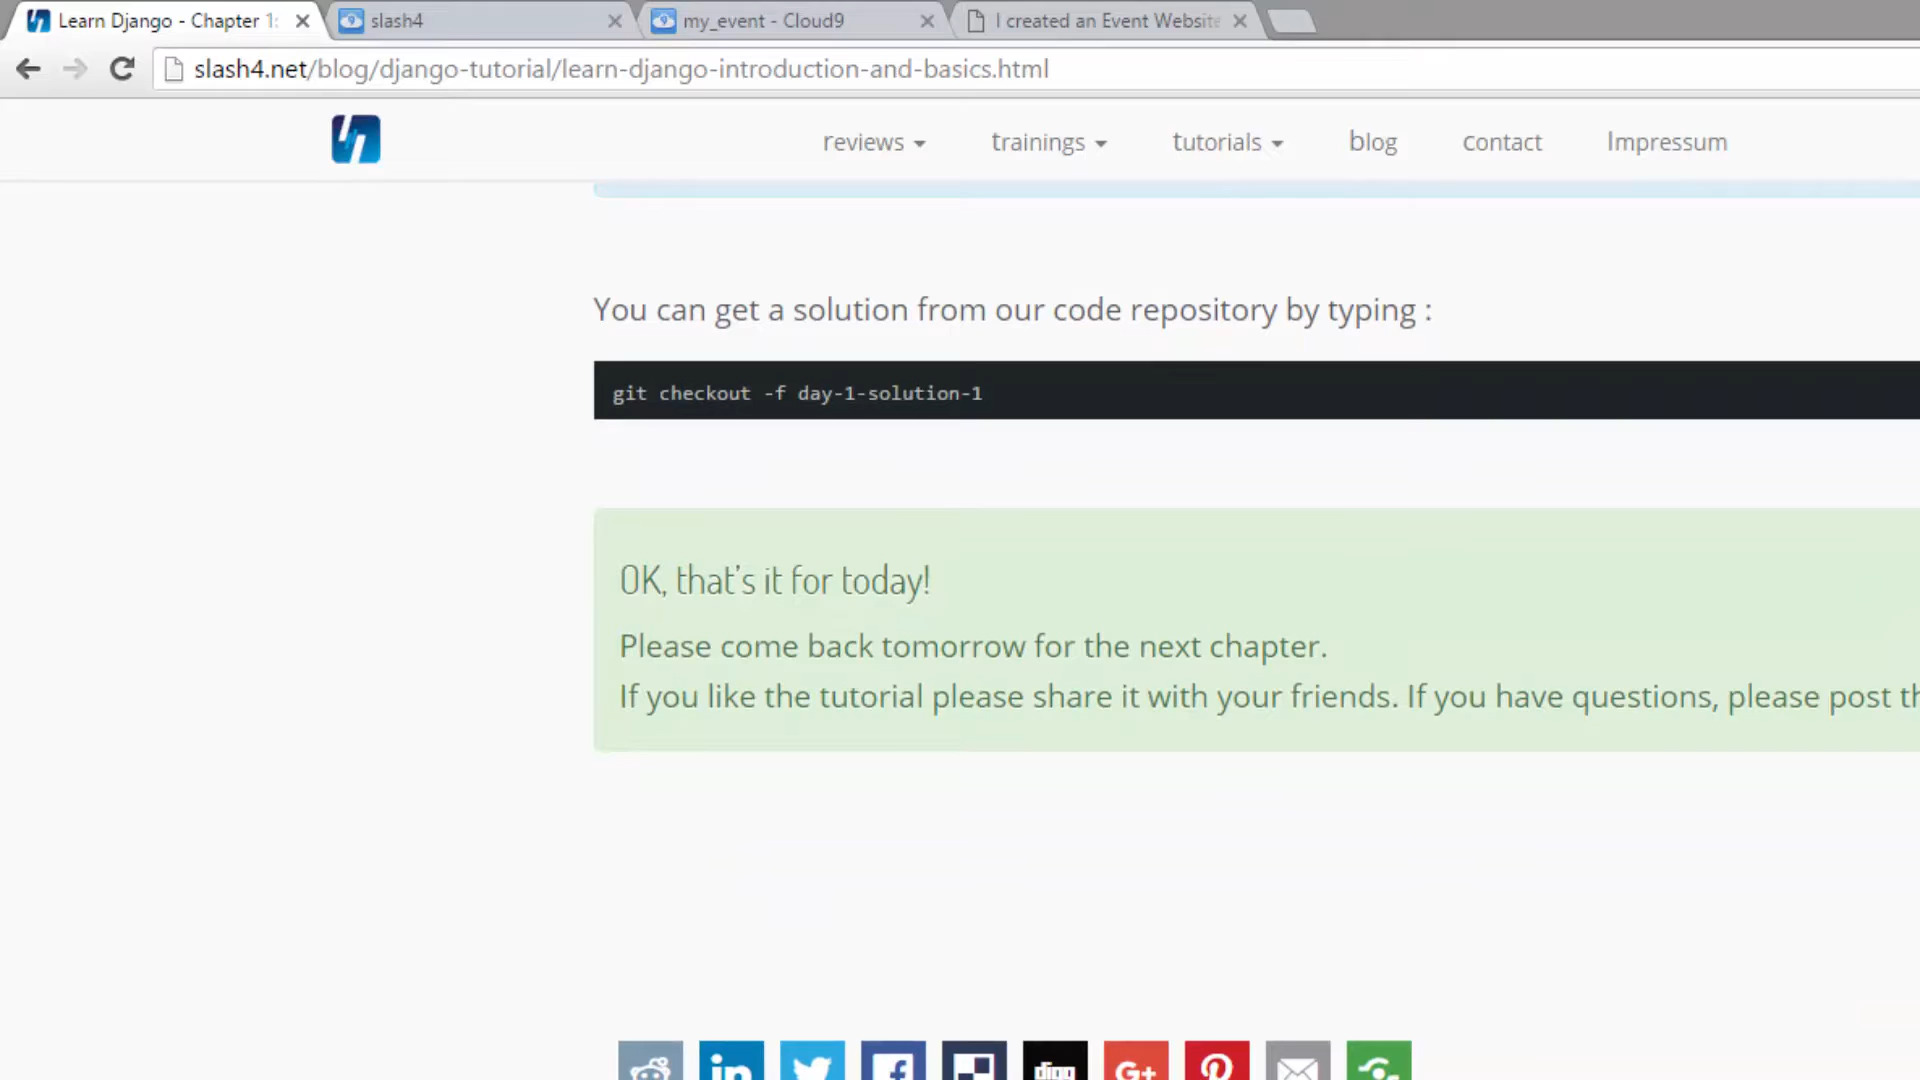 Learn Django - Chapter 1:
slash4
my_event - Cloud9
I created an Event Website
slash4.net/blog/django-tutorial/learn-django-introduction-and-basics.html
reviews
trainings
tutorials
blog
contact
Impressum
You can get a solution from our code repository by typing :
git checkout -f day-1-solution-1
OK, that's it for today!
Please come back tomorrow for the next chapter.
If you like the tutorial please share it with your friends. If you have questions, please post th
in
digg
G+